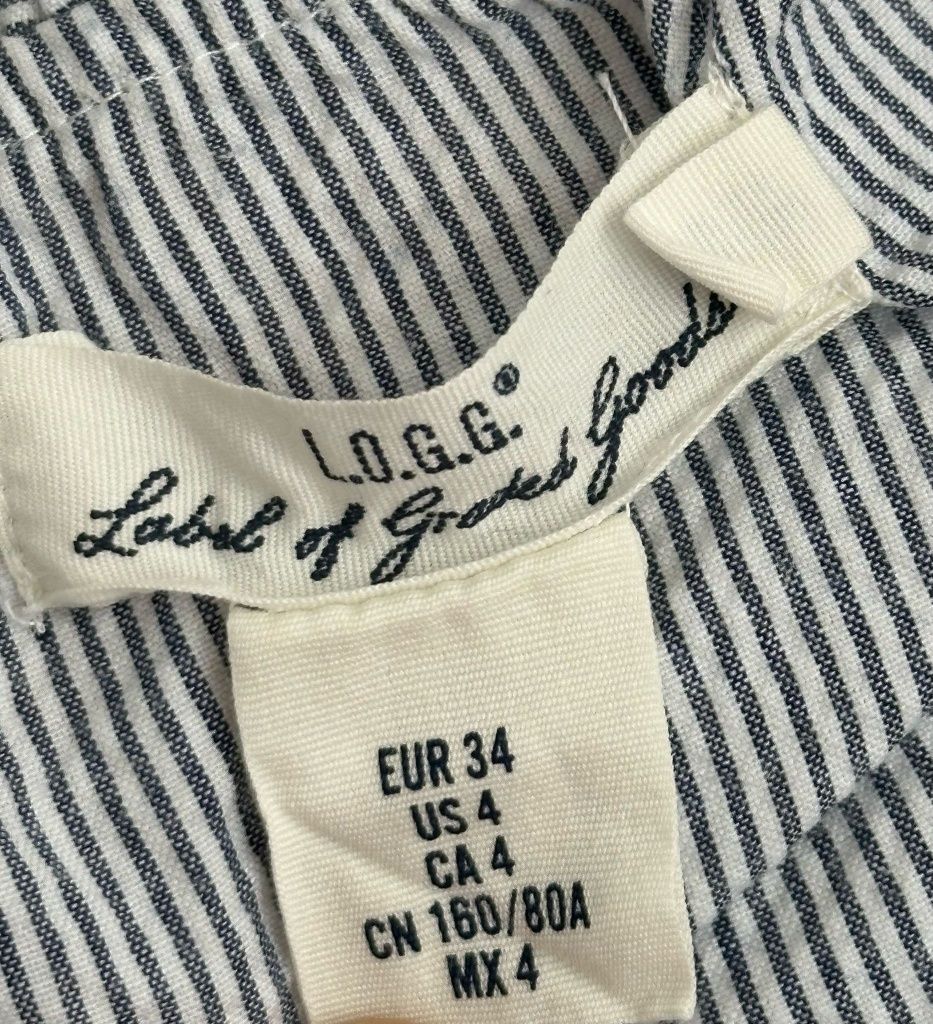 L.O.G.G.®
Label of Graded Goods
EUR 34
US 4
CA 4
CN 160/80A
MX 4